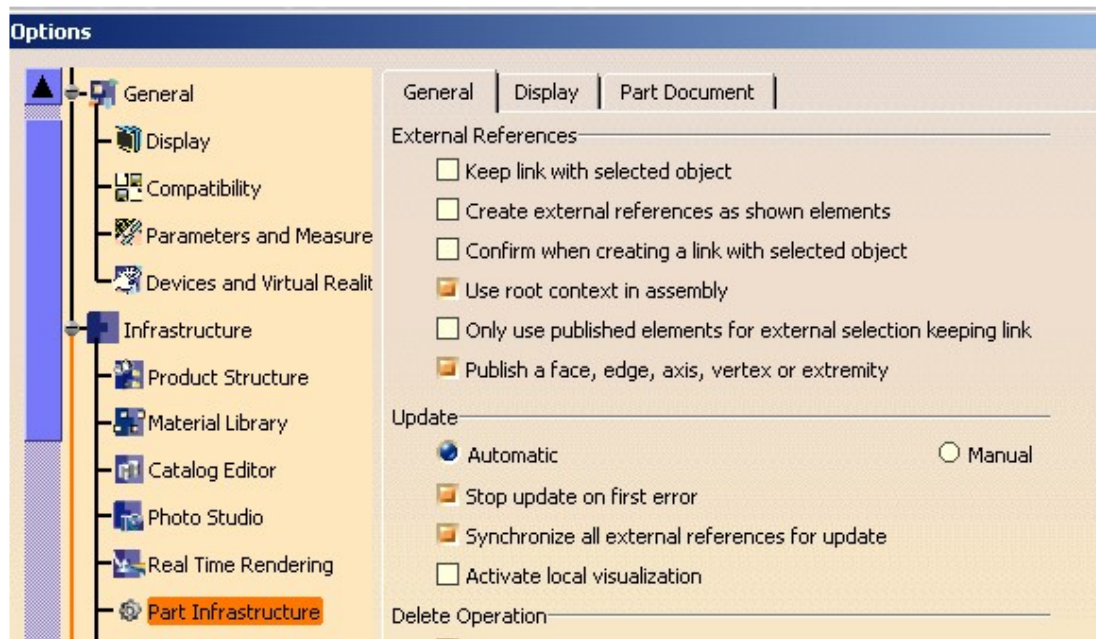 Options
General
Display
Compatibility
Parameters and Measure
Devices and Virtual Realit
Infrastructure
Product Structure
Material Library
Catalog Editor
Photo Studio
Real Time Rendering
Part Infrastructure
General Display Part Document
External References
Keep link with selected object
Create external references as shown elements
Confirm when creating a link with selected object
Use root context in assembly
Only use published elements for external selection keeping link
Publish a face, edge, axis, vertex or extremity
Update
Automatic Manual
Stop update on first error
Synchronize all external references for update
Activate local visualization
Delete Operation